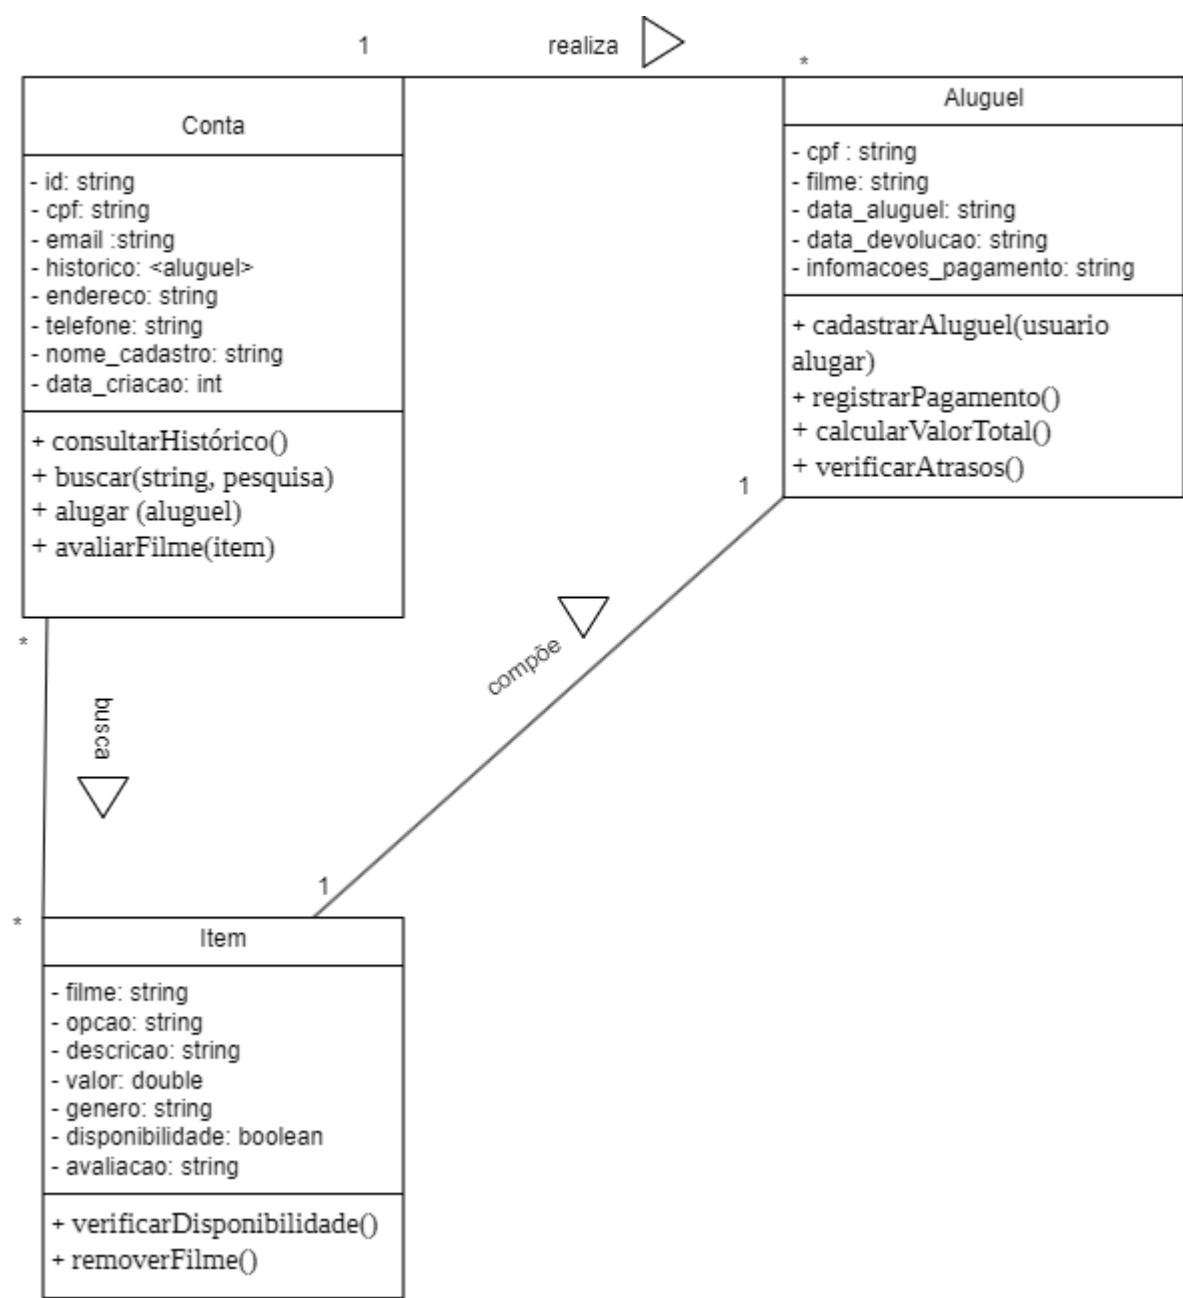 1
realiza
*
Conta
- id: string
- cpf: string
- email :string
- historico: <aluguel>
- endereco: string
- telefone: string
- nome_cadastro: string
- data_criacao: int
+ consultarHistórico()
+ buscar(string, pesquisa)
+ alugar (aluguel)
+ avaliarFilme(item)
Aluguel
- cpf : string
- filme: string
- data_aluguel: string
- data_devolucao: string
- infomacoes_pagamento: string
+ cadastrarAluguel(usuario
alugar)
+ registrarPagamento()
+ calcularValorTotal()
+ verificarAtrasos()
1
compõe
1
*
busca
*
Item
- filme: string
- opcao: string
- descricao: string
- valor: double
- genero: string
- disponibilidade: boolean
- avaliacao: string
+ verificarDisponibilidade()
+ removerFilme()